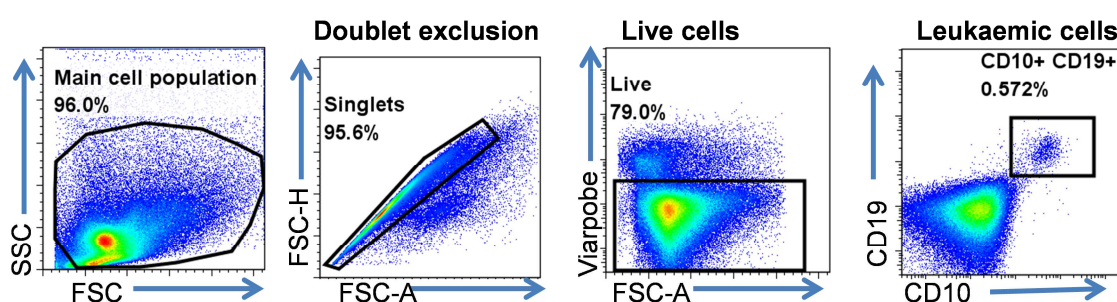 Doublet exclusion
Live cells
Leukaemic cells
Main cell population
96.0%
SSC
FSC
Singlets
95.6%
FSC-H
FSC-A
Live
79.0%
Viarpobe
FSC-A
CD10+ CD19+
0.572%
CD19
CD10